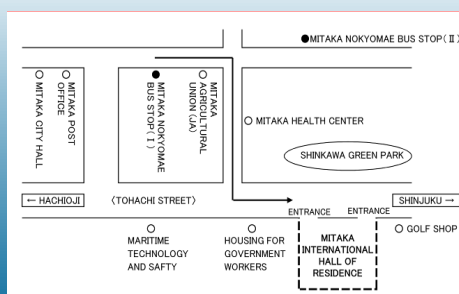 ●MITAKA NOKYOMAE BUS STOP(Ⅱ)
○ MITAKA CITY HALL
○ MITAKA POST
OFFICE
● MITAKA NOKYOMAE
BUS STOP(Ⅰ)
○ MITAKA
AGRICULTURAL
UNION(JA)
○ MITAKA HEALTH CENTER
SHINKAWA GREEN PARK
← HACHIOJI
〈TOHACHI STREET〉
SHINJUKU →
ENTRANCE
ENTRANCE
○
MARITIME
TECHNOLOGY
AND SAFTY
○
HOUSING FOR
GOVERNMENT
WORKERS
MITAKA
INTERNATIONAL
HALL OF
RESIDENCE
○ GOLF SHOP